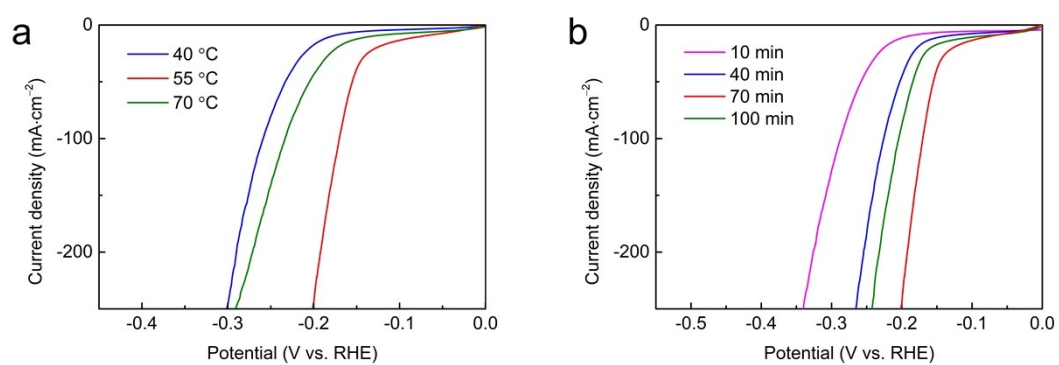 a
0
-100
-200
Current density (mA·cm⁻²)
40 °C
55 °C
70 °C
-0.4
-0.3
-0.2
-0.1
0.0
Potential (V vs. RHE)
b
0
-100
-200
Current density (mA·cm⁻²)
10 min
40 min
70 min
100 min
-0.5
-0.4
-0.3
-0.2
-0.1
0.0
Potential (V vs. RHE)